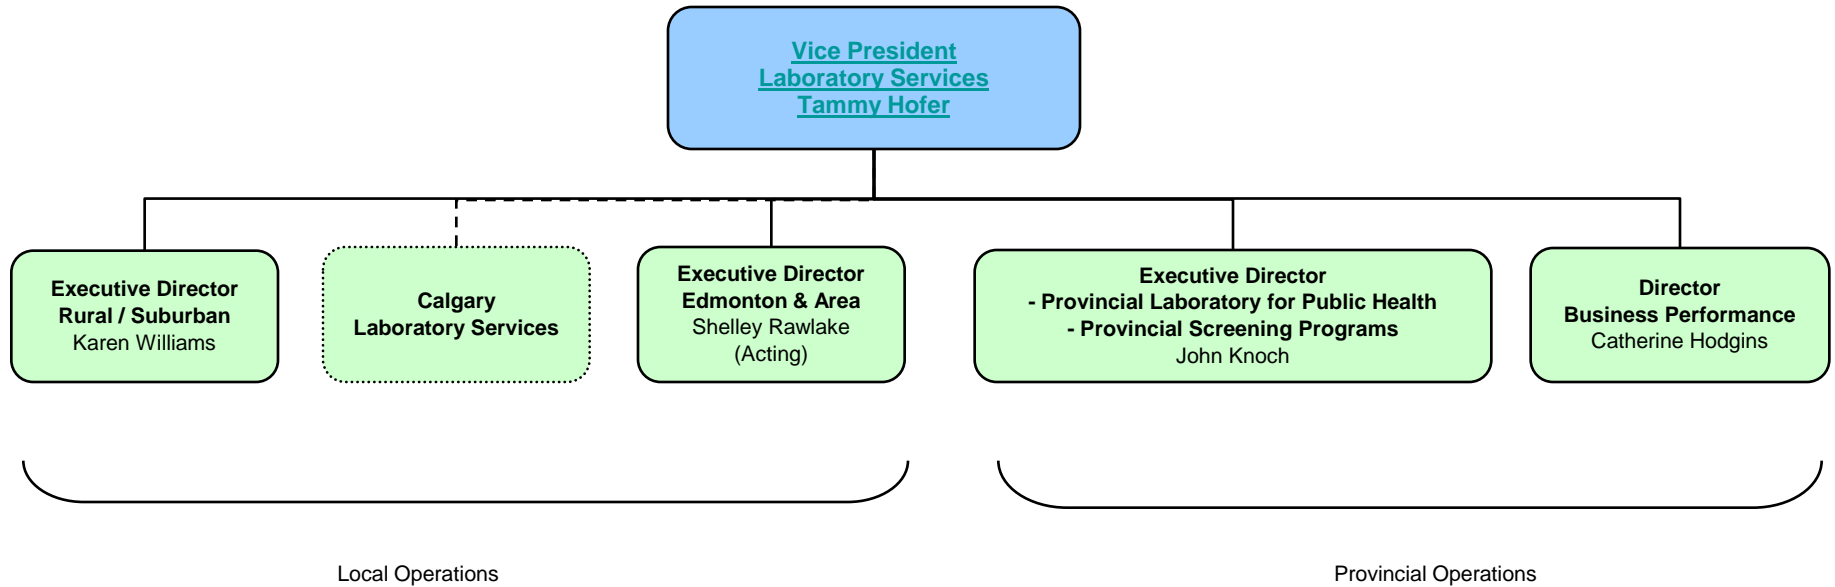 Vice President
Laboratory Services
Tammy Hofer
Executive Director
Rural / Suburban
Karen Williams
Calgary
Laboratory Services
Executive Director
Edmonton & Area
Shelley Rawlake
(Acting)
Executive Director
- Provincial Laboratory for Public Health
- Provincial Screening Programs
John Knoch
Director
Business Performance
Catherine Hodgins
Local Operations
Provincial Operations